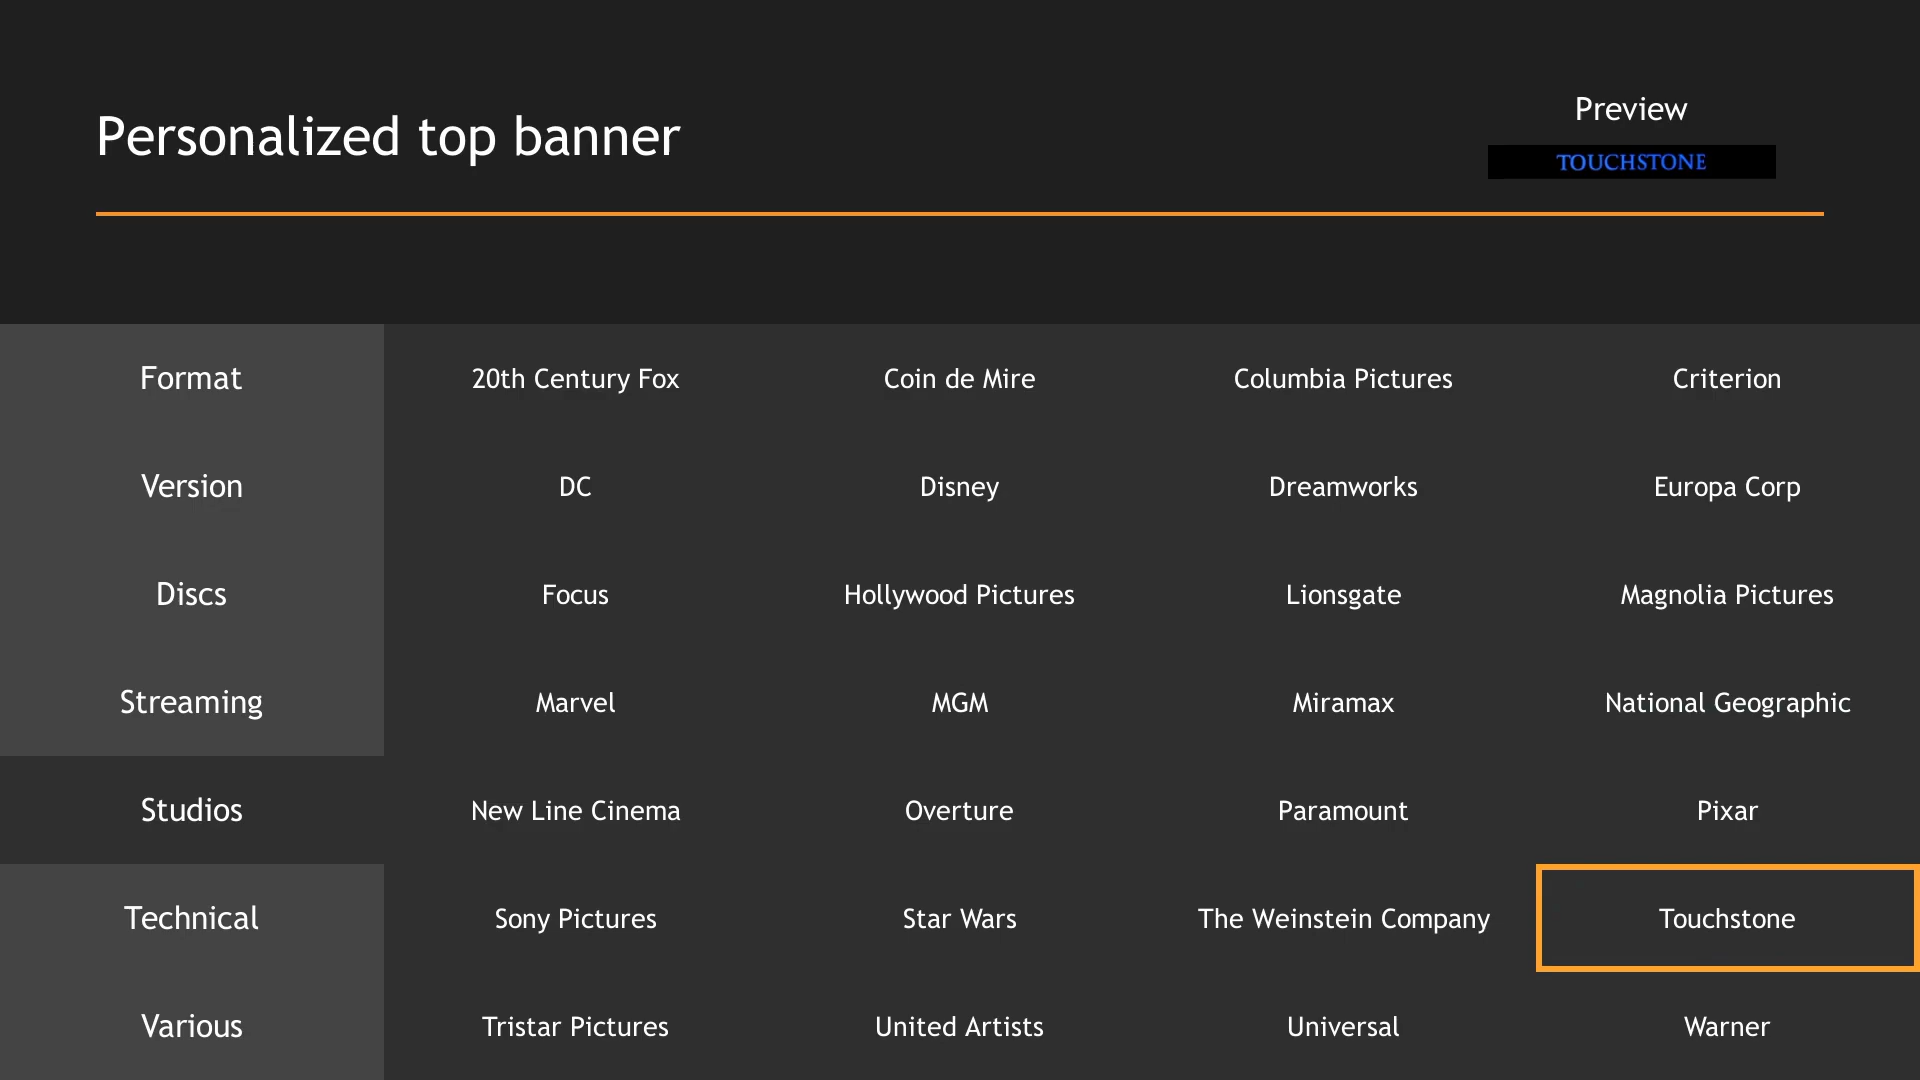 Personalized top banner
Preview
TOUCHSTONE
Format
20th Century Fox
Coin de Mire
Columbia Pictures
Criterion
Version
DC
Disney
Dreamworks
Europa Corp
Discs
Focus
Hollywood Pictures
Lionsgate
Magnolia Pictures
Streaming
Marvel
MGM
Miramax
National Geographic
Studios
New Line Cinema
Overture
Paramount
Pixar
Technical
Sony Pictures
Star Wars
The Weinstein Company
Touchstone
Various
Tristar Pictures
United Artists
Universal
Warner